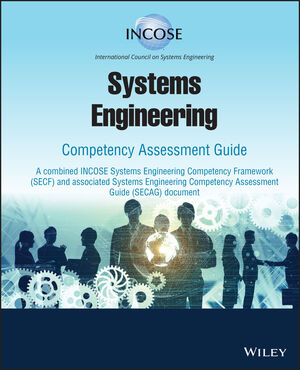 INCOSE
International Council on Systems Engineering
Systems
Engineering
Competency Assessment Guide
A combined INCOSE Systems Engineering Competency Framework
(SECF) and associated Systems Engineering Competency Assessment
Guide (SECAG) document
WILEY